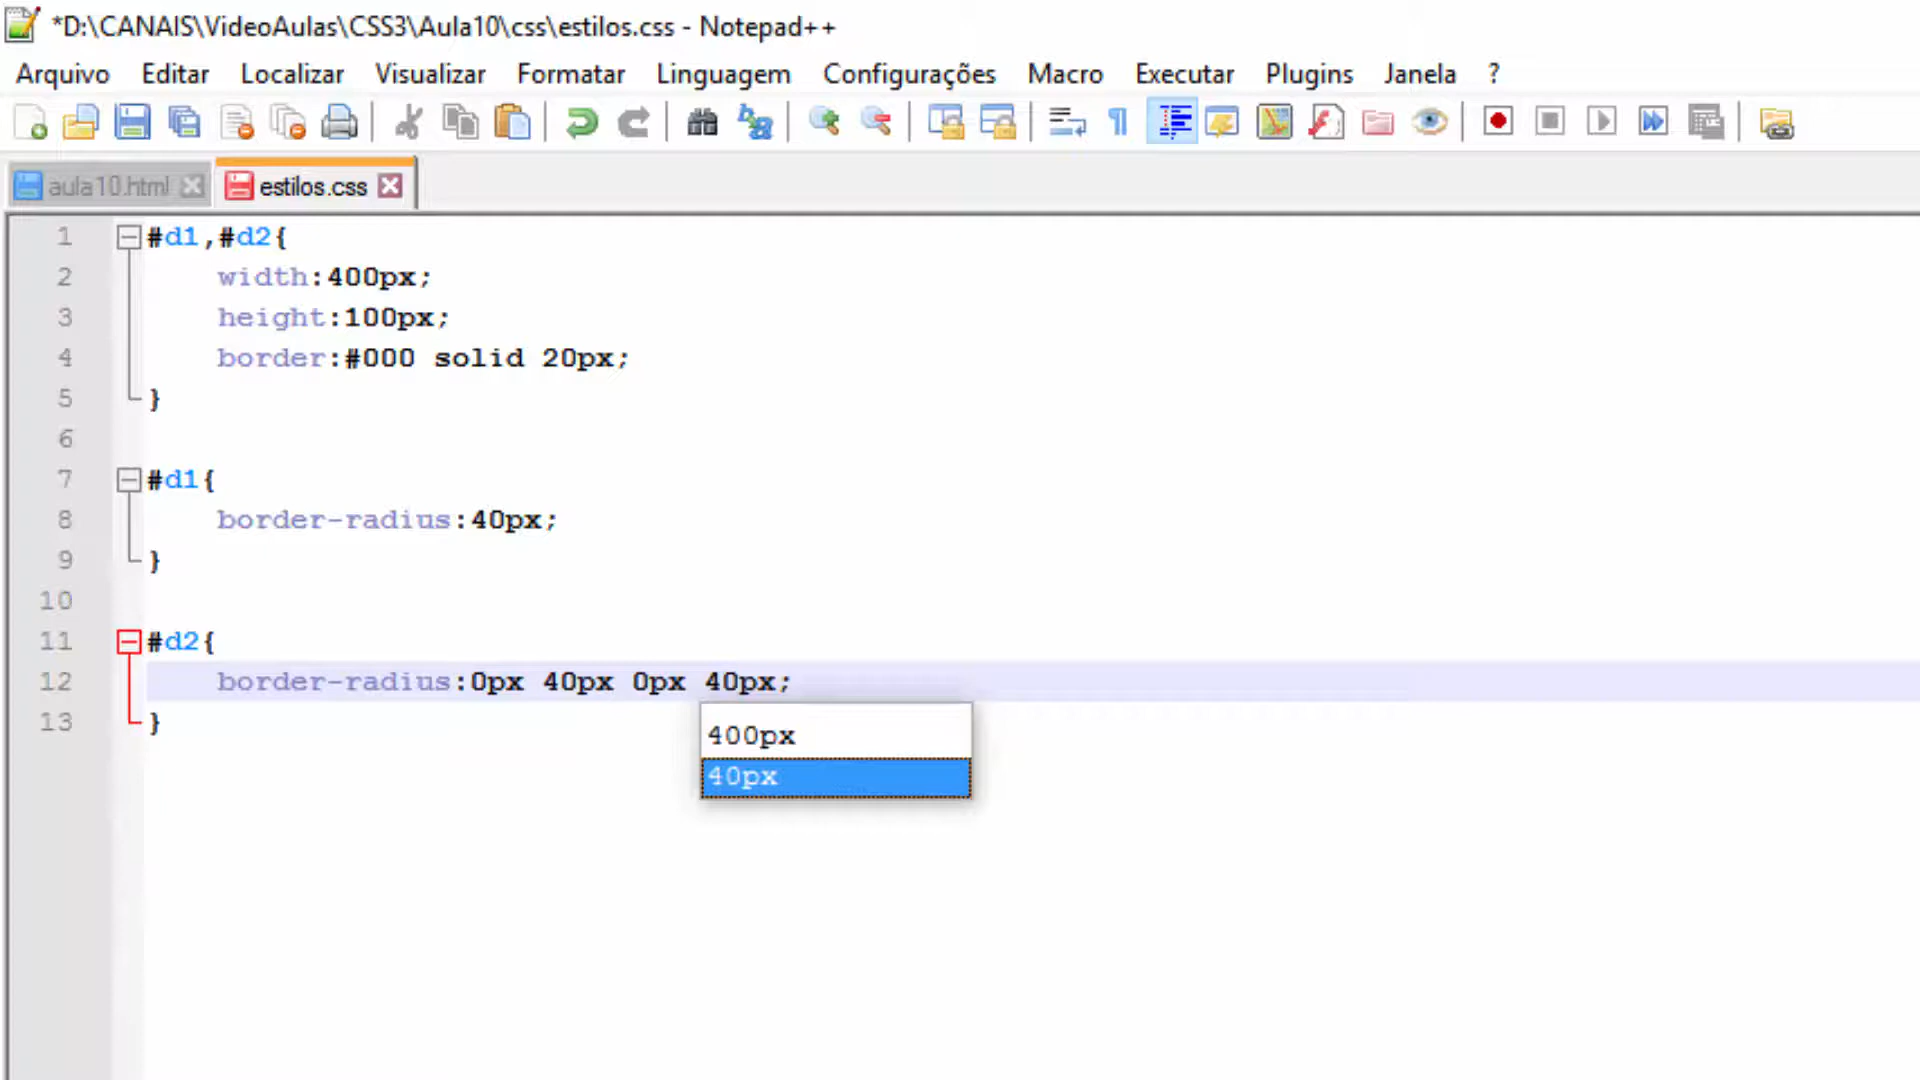 *D:\CANAIS\VideoAulas\CSS3\Aula10\css\estilos.css - Notepad++
Arquivo Editar Localizar Visualizar Formatar Linguagem Configurações Macro Executar Plugins Janela ?
aula10.html estilos.css
1 #d1,#d2{
2 width:400px;
3 height:100px;
4 border:#000 solid 20px;
5 }
6
7 #d1{
8 border-radius:40px;
9 }
10
11 #d2{
12 border-radius:0px 40px 0px 40px;
13 }
400px
40px